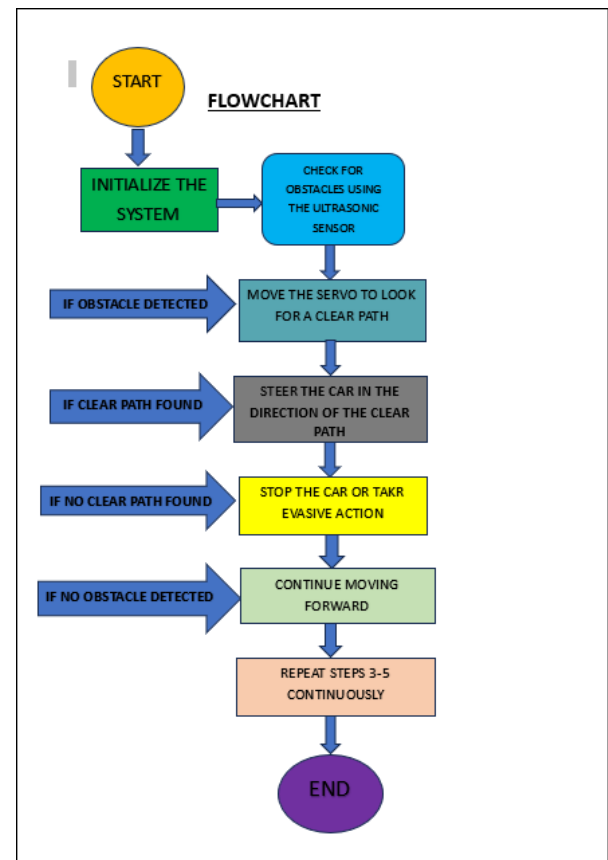 START
FLOWCHART
INITIALIZE THE
SYSTEM
CHECK FOR
OBSTACLES USING
THE ULTRASONIC
SENSOR
IF OBSTACLE DETECTED
MOVE THE SERVO TO LOOK
FOR A CLEAR PATH
IF CLEAR PATH FOUND
STEER THE CAR IN THE
DIRECTION OF THE CLEAR
PATH
IF NO CLEAR PATH FOUND
STOP THE CAR OR TAKR
EVASIVE ACTION
IF NO OBSTACLE DETECTED
CONTINUE MOVING
FORWARD
REPEAT STEPS 3-5
CONTINUOUSLY
END